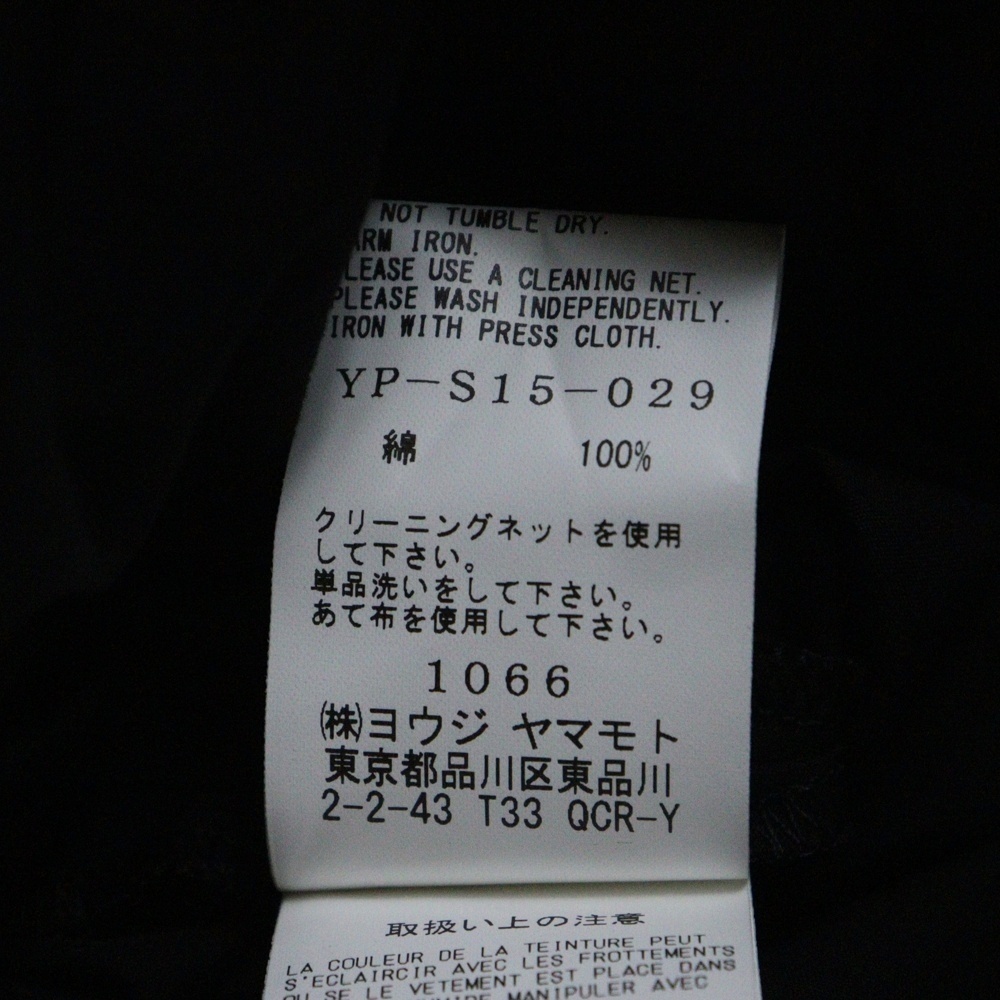 NOT TUMBLE DRY.
ARM IRON.
LEASE USE A CLEANING NET.
PLEASE WASH INDEPENDENTLY.
IRON WITH PRESS CLOTH.
YP-S15-029
綿 100%
クリーニングネットを使用
して下さい。
単品洗いをして下さい。
あて布を使用して下さい。
1066
㈱ヨウジ ヤマモト
東京都品川区東品川
2-2-43 T33 QCR-Y
取扱い上の注意
LA COULEUR DE LA TEINTURE PEUT
S'ECLAIRCIR AVEC LES FROTTEMENTS
OU SE LE VETEMENT EST PLACE DANS
MANIPULER AVEC